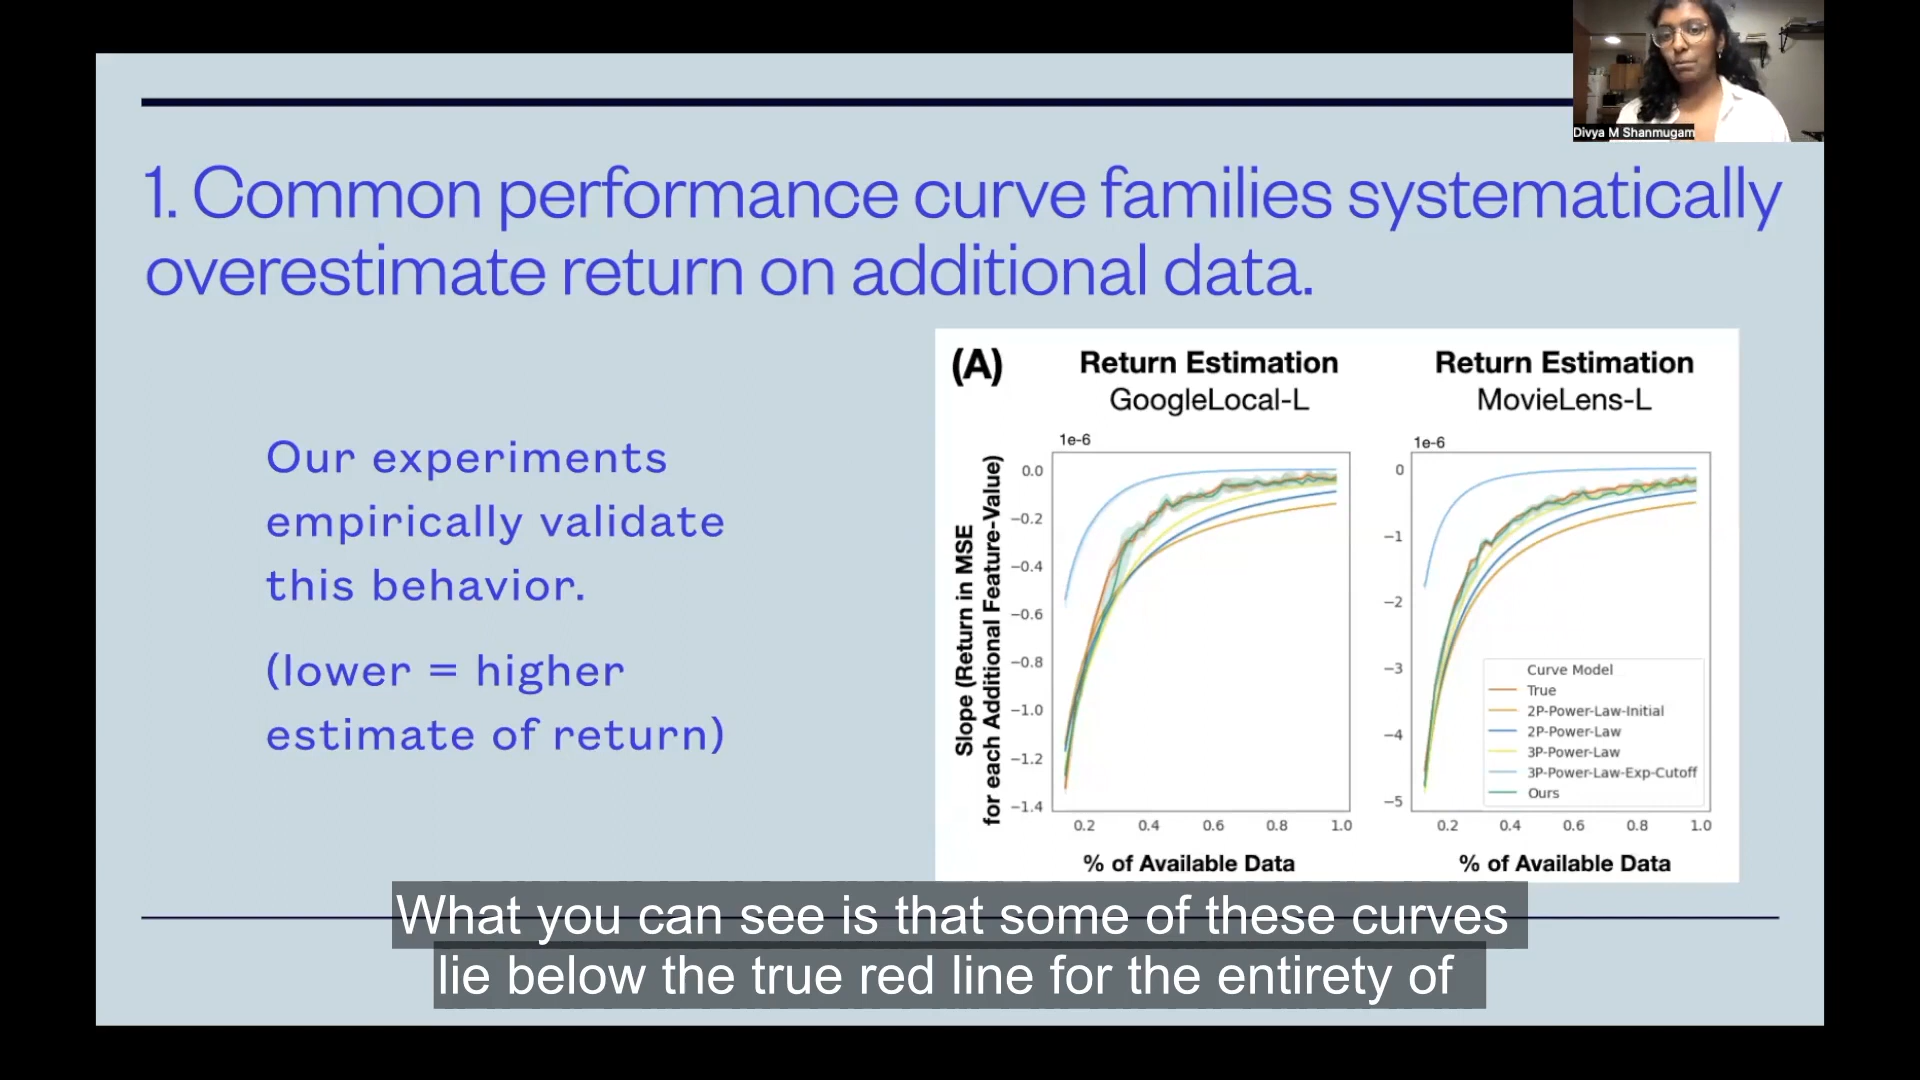 Divya M Shanmugam
1. Common performance curve families systematically
overestimate return on additional data.
Our experiments
empirically validate
this behavior.
(lower = higher
estimate of return)
(A)
Return Estimation
GoogleLocal-L
1e-6
0.0
−0.2
−0.4
−0.6
−0.8
−1.0
−1.2
−1.4
Slope (Return in MSE
for each Additional Feature-Value)
0.2 0.4 0.6 0.8 1.0
% of Available Data
Return Estimation
MovieLens-L
1e-6
0
−1
−2
−3
−4
−5
Curve Model
True
2P-Power-Law-Initial
2P-Power-Law
3P-Power-Law
3P-Power-Law-Exp-Cutoff
Ours
0.2 0.4 0.6 0.8 1.0
% of Available Data
What you can see is that some of these curves
lie below the true red line for the entirety of